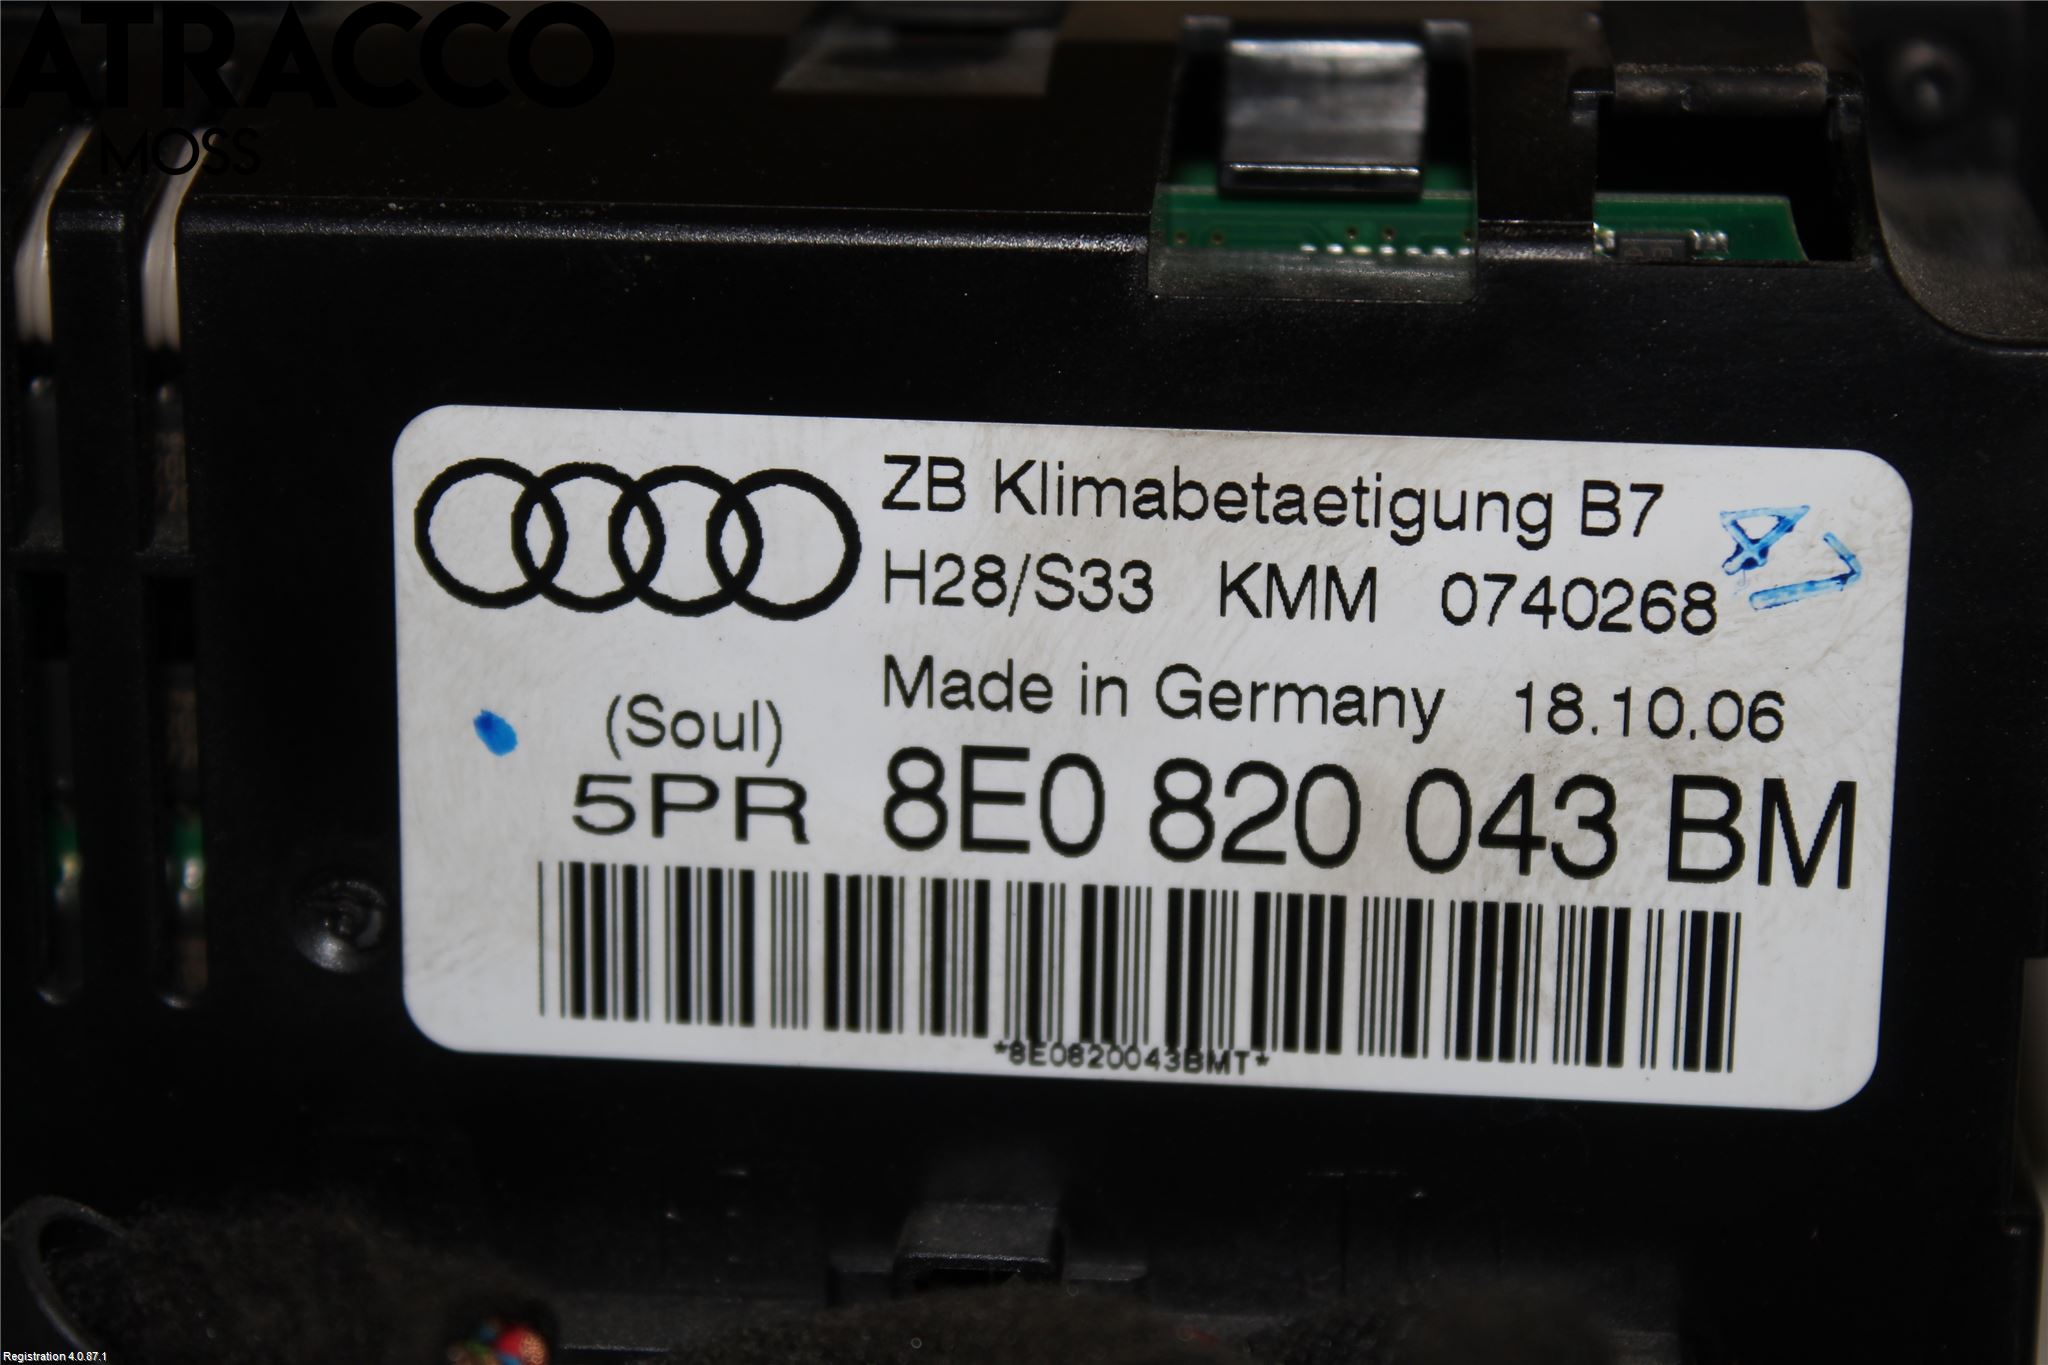 ATRACCO
MOSS
ZB Klimabetaetigung B7
H28/S33 KMM 0740268
Made in Germany 18.10.06
(Soul)
5PR 8E0 820 043 BM
*8E0820043BMT*
Registration 4.0.87.1